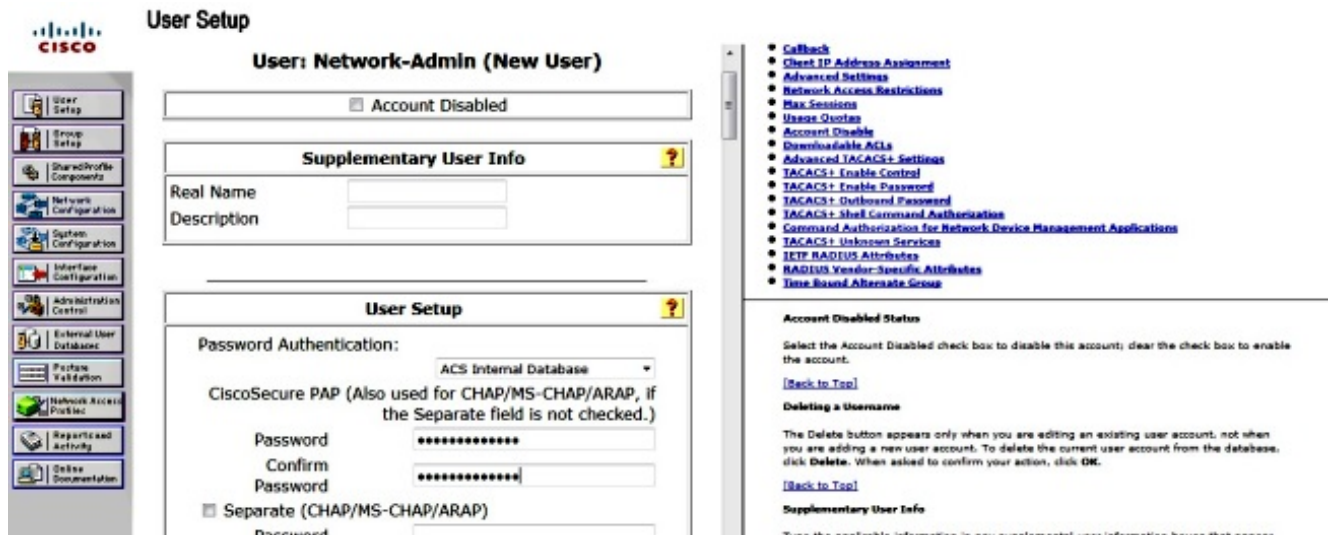 CISCO
User Setup
User: Network-Admin (New User)
Account Disabled
Supplementary User Info
?
Real Name
Description
User Setup
?
Password Authentication:
ACS Internal Database
CiscoSecure PAP (Also used for CHAP/MS-CHAP/ARAP, if
the Separate field is not checked.)
Password
Confirm
Password
Separate (CHAP/MS-CHAP/ARAP)
Password
User
Setup
Group
Setup
Shared Profile
Components
Network
Configuration
System
Configuration
Interface
Configuration
Administration
Control
External User
Databases
Posture
Validation
Network Access
Profiles
Reports and
Activity
Online
Documentation
Callback
Client IP Address Assignment
Advanced Settings
Network Access Restrictions
Max Sessions
Usage Quotas
Account Disable
Downloadable ACLs
Advanced TACACS+ Settings
TACACS+ Enable Control
TACACS+ Enable Password
TACACS+ Outbound Password
TACACS+ Shell Command Authorization
Command Authorization for Network Device Management Applications
TACACS+ Unknown Services
IETF RADIUS Attributes
RADIUS Vendor-Specific Attributes
Time Bound Alternate Group
Account Disabled Status
Select the Account Disabled check box to disable this account; clear the check box to enable
the account.
[Back to Top]
Deleting a Username
The Delete button appears only when you are editing an existing user account, not when
you are adding a new user account. To delete the current user account from the database,
click Delete. When asked to confirm your action, click OK.
[Back to Top]
Supplementary User Info